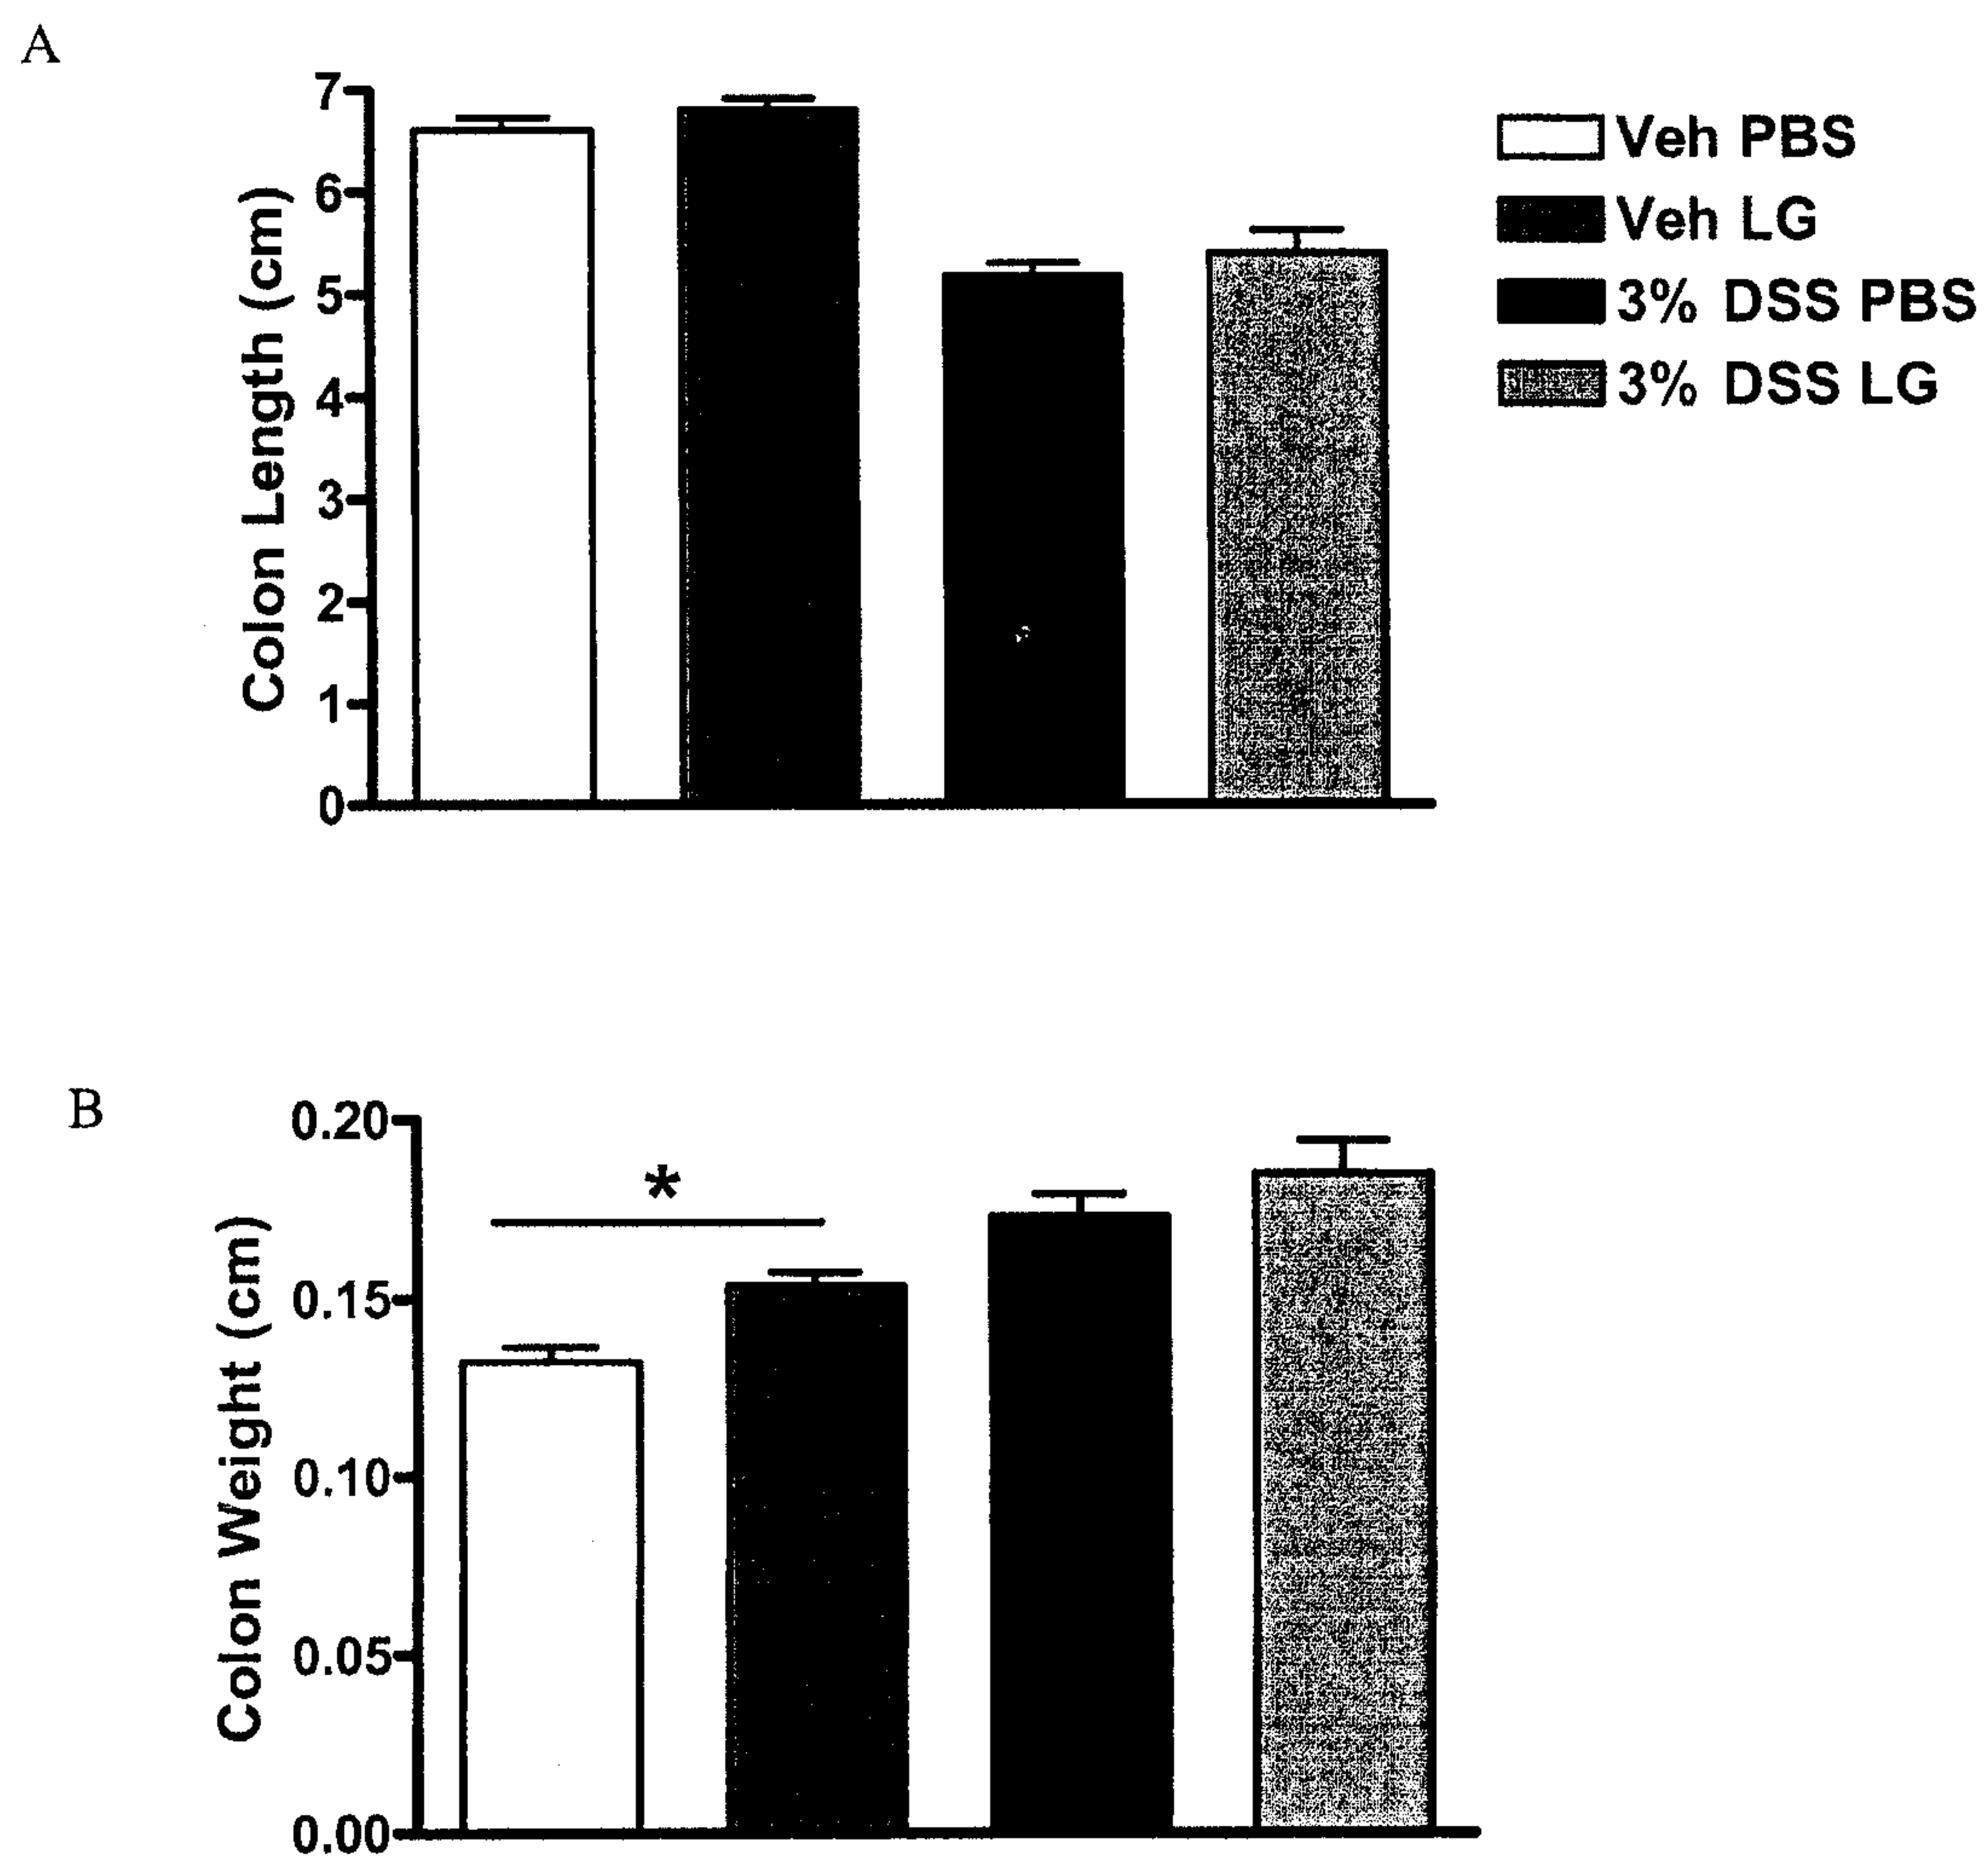 A
7
6
5
4
3
2
1
0
Colon Length (cm)
Veh PBS
Veh LG
3% DSS PBS
3% DSS LG
B
0.20
0.15
0.10
0.05
0.00
Colon Weight (cm)
*